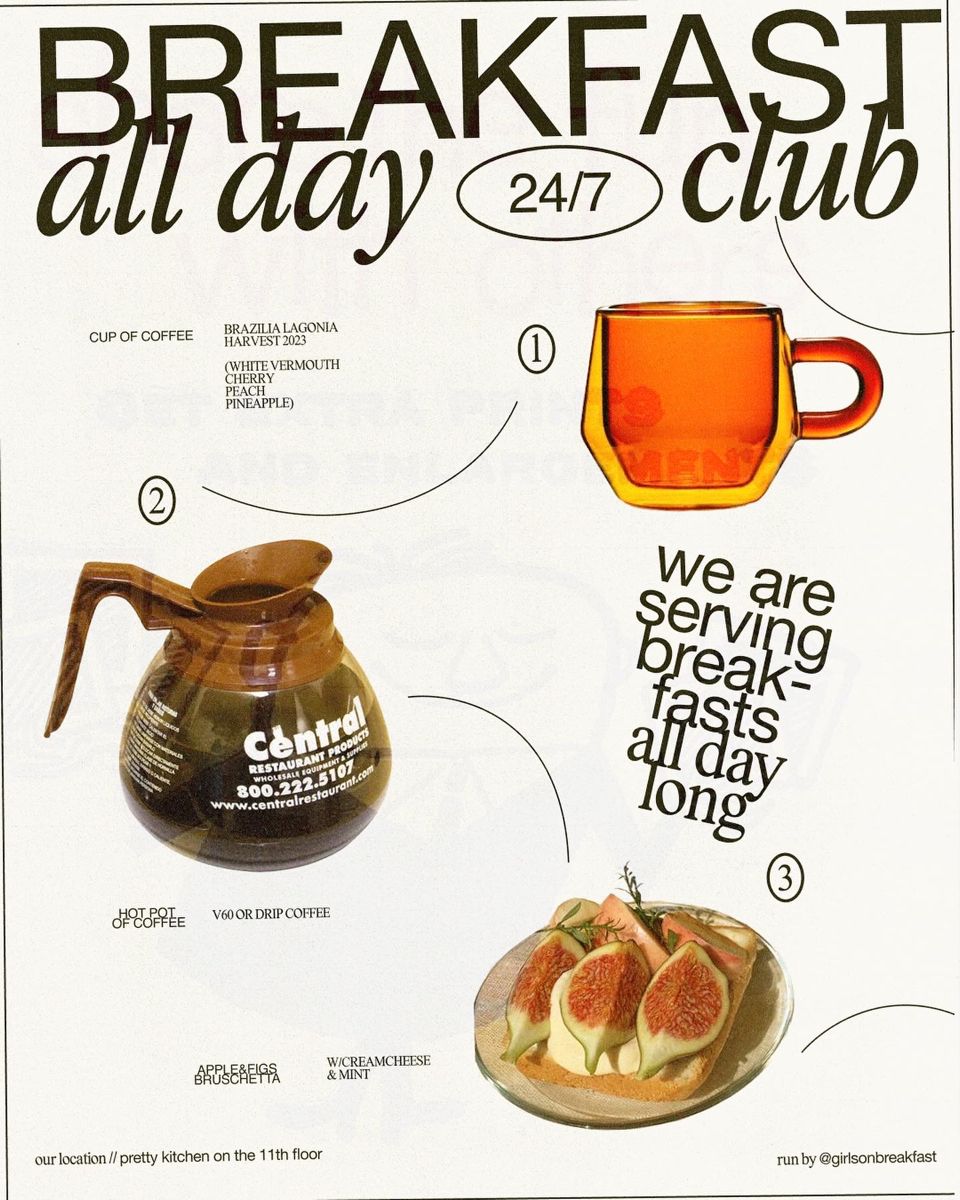 BREAKFAST
all day 24/7 club
CUP OF COFFEE
BRAZILIA LAGONIA
HARVEST 2023
(WHITE VERMOUTH
CHERRY
PEACH
PINEAPPLE)
1
2
Central
RESTAURANT PRODUCTS
WHOLESALE EQUIPMENT & SUPPLIES
800.222.5107
www.centralrestaurant.com
we are
serving
break-
fasts
all day
long
3
HOT POT
OF COFFEE
V60 OR DRIP COFFEE
APPLE&FIGS
BRUSCHETTA
W/CREAMCHEESE
& MINT
our location // pretty kitchen on the 11th floor
run by @girlsonbreakfast